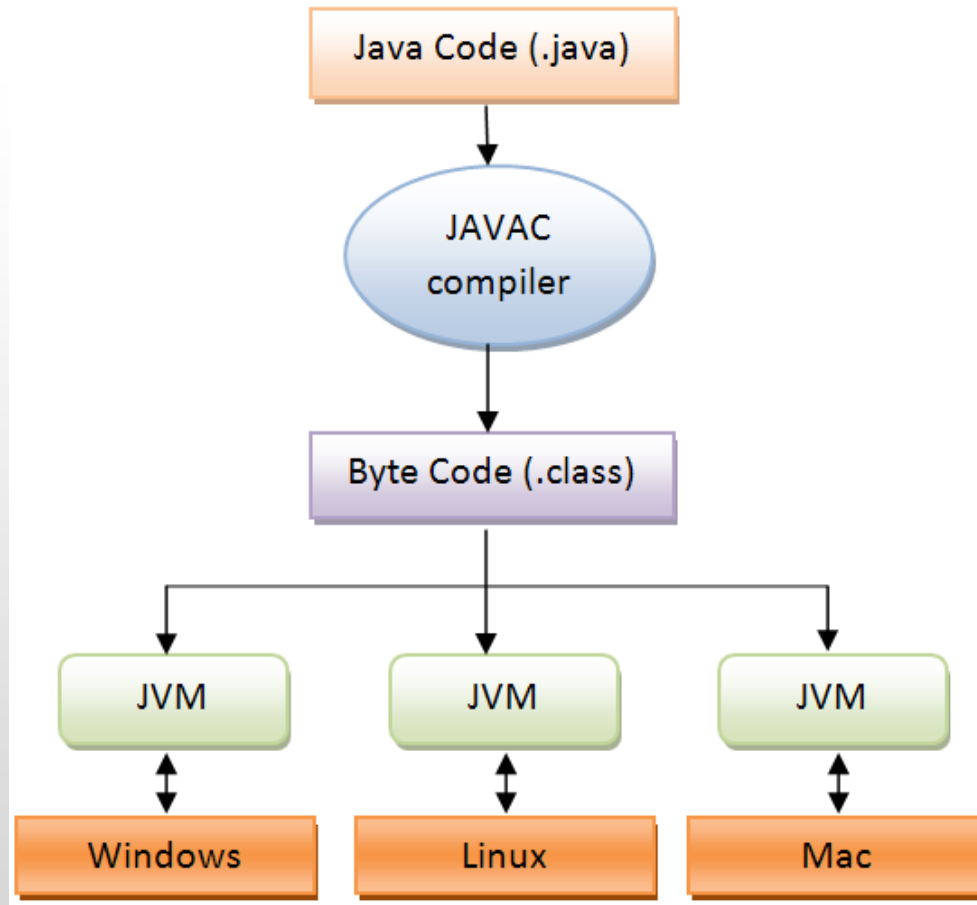 Java Code (.java)
JAVAC
compiler
Byte Code (.class)
JVM
JVM
JVM
Windows
Linux
Mac